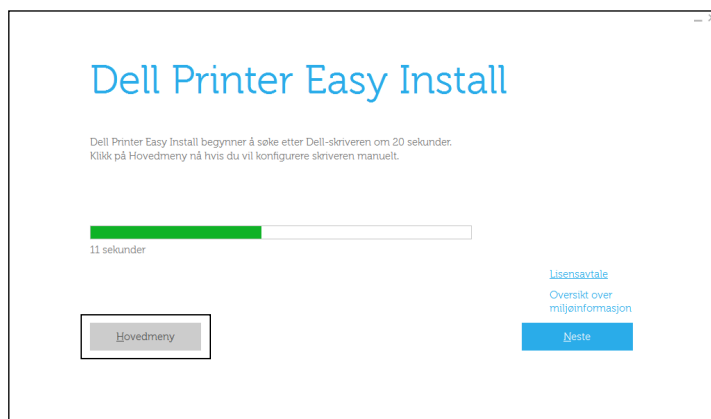 Dell Printer Easy Install
Dell Printer Easy Install begynner å søke etter Dell-skriveren om 20 sekunder.
Klikk på Hovedmeny nå hvis du vil konfigurere skriveren manuelt.
11 sekunder
Lisensavtale
Oversikt over
miljøinformasjon
Hovedmeny
Neste